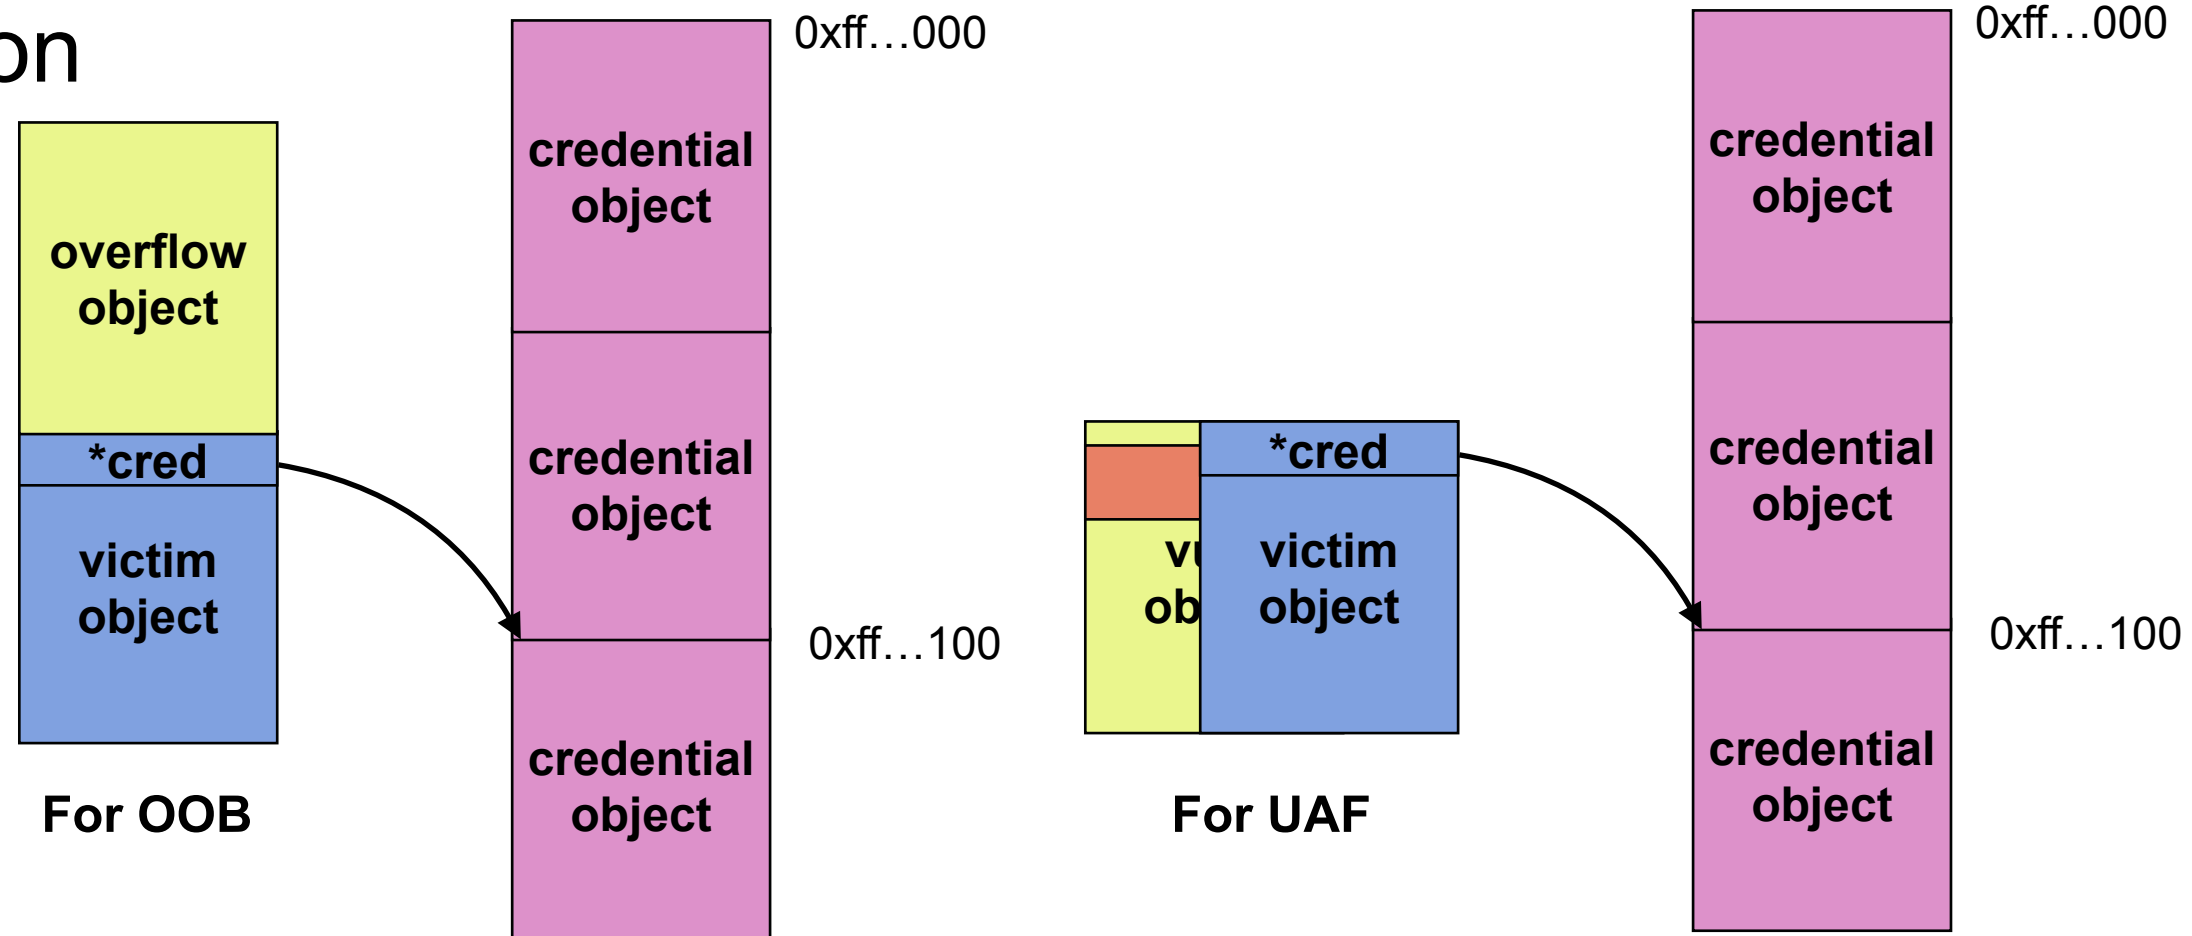 on
0xff…000
credential
object
overflow
object
*cred
victim
object
credential
object
0xff…100
credential
object
For OOB
0xff…000
credential
object
*cred
victim
object
credential
object
0xff…100
credential
object
For UAF